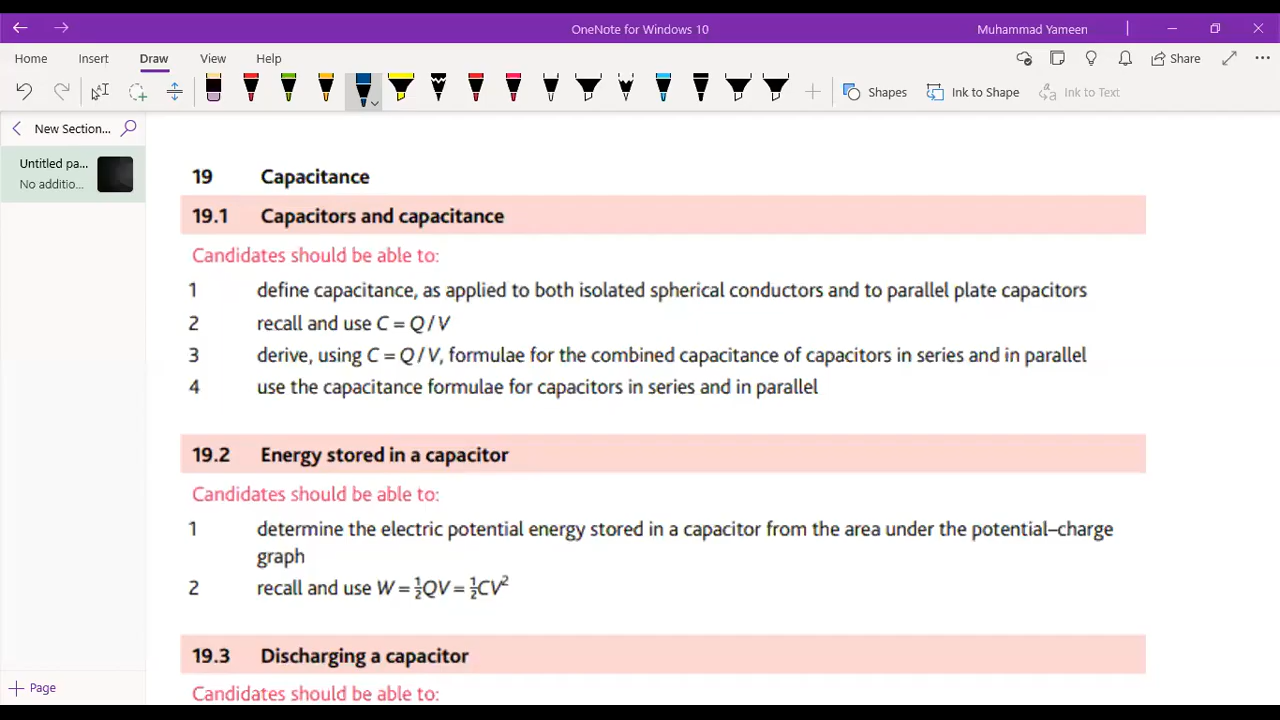 OneNote for Windows 10
Muhammad Yameen
Home Insert Draw View Help
Share
Shapes Ink to Shape Ink to Text
New Section...
Untitled pa...
No additio...
19 Capacitance
19.1 Capacitors and capacitance
Candidates should be able to:
1 define capacitance, as applied to both isolated spherical conductors and to parallel plate capacitors
2 recall and use C = Q / V
3 derive, using C = Q / V, formulae for the combined capacitance of capacitors in series and in parallel
4 use the capacitance formulae for capacitors in series and in parallel
19.2 Energy stored in a capacitor
Candidates should be able to:
1 determine the electric potential energy stored in a capacitor from the area under the potential–charge
graph
2 recall and use W = ½QV = ½CV²
19.3 Discharging a capacitor
Candidates should be able to:
Page